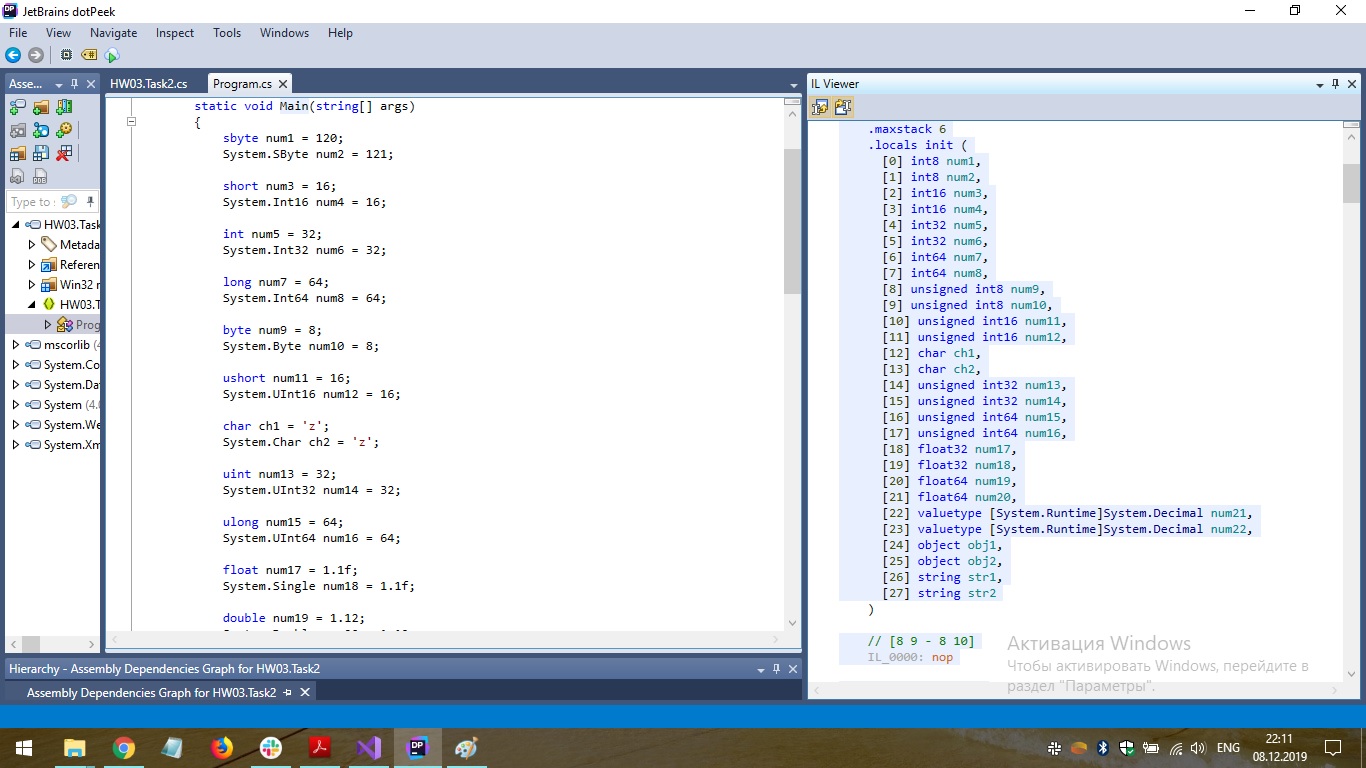 JetBrains dotPeek
File View Navigate Inspect Tools Windows Help
Asse...
Type to
HW03.Task
Metada
Referen
Win32 r
HW03.T
Prog
mscorlib (4
System.Co
System.Da
System (4.0
System.We
System.Xm
HW03.Task2.cs Program.cs
static void Main(string[] args)
{
sbyte num1 = 120;
System.SByte num2 = 121;
short num3 = 16;
System.Int16 num4 = 16;
int num5 = 32;
System.Int32 num6 = 32;
long num7 = 64;
System.Int64 num8 = 64;
byte num9 = 8;
System.Byte num10 = 8;
ushort num11 = 16;
System.UInt16 num12 = 16;
char ch1 = 'z';
System.Char ch2 = 'z';
uint num13 = 32;
System.UInt32 num14 = 32;
ulong num15 = 64;
System.UInt64 num16 = 64;
float num17 = 1.1f;
System.Single num18 = 1.1f;
double num19 = 1.12;
IL Viewer
.maxstack 6
.locals init (
[0] int8 num1,
[1] int8 num2,
[2] int16 num3,
[3] int16 num4,
[4] int32 num5,
[5] int32 num6,
[6] int64 num7,
[7] int64 num8,
[8] unsigned int8 num9,
[9] unsigned int8 num10,
[10] unsigned int16 num11,
[11] unsigned int16 num12,
[12] char ch1,
[13] char ch2,
[14] unsigned int32 num13,
[15] unsigned int32 num14,
[16] unsigned int64 num15,
[17] unsigned int64 num16,
[18] float32 num17,
[19] float32 num18,
[20] float64 num19,
[21] float64 num20,
[22] valuetype [System.Runtime]System.Decimal num21,
[23] valuetype [System.Runtime]System.Decimal num22,
[24] object obj1,
[25] object obj2,
[26] string str1,
[27] string str2
)
// [8 9 - 8 10]
IL_0000: nop
Активация Windows
Чтобы активировать Windows, перейдите в
раздел "Параметры".
Hierarchy - Assembly Dependencies Graph for HW03.Task2
Assembly Dependencies Graph for HW03.Task2
ENG
22:11
08.12.2019